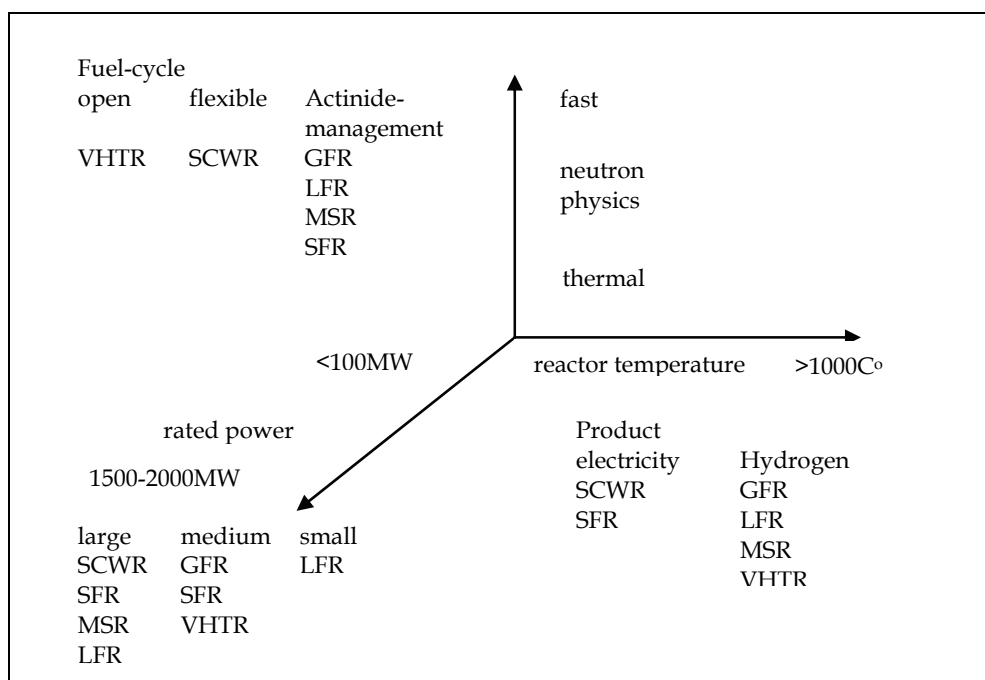 Fuel-cycle
open flexible Actinide-
management
VHTR SCWR GFR
LFR
MSR
SFR
fast
neutron
physics
thermal
<100MW
reactor temperature >1000Cº
rated power
1500-2000MW
Product
electricity Hydrogen
SCWR GFR
SFR LFR
MSR
VHTR
large medium small
SCWR GFR LFR
SFR SFR
MSR VHTR
LFR